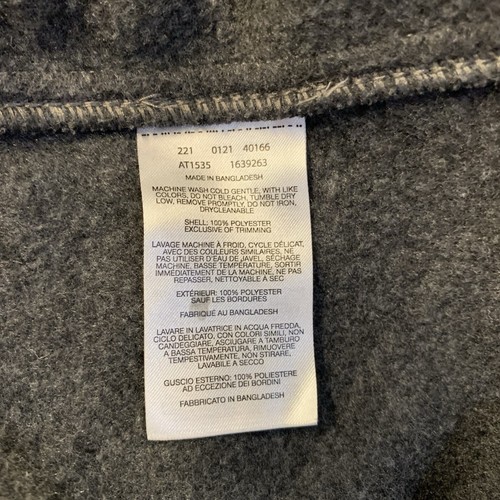 221 0121 40166
AT1535 1639263
MADE IN BANGLADESH
MACHINE WASH COLD GENTLE, WITH LIKE
COLORS, DO NOT BLEACH, TUMBLE DRY
LOW, REMOVE PROMPTLY, DO NOT IRON,
DRYCLEANABLE
SHELL: 100% POLYESTER
EXCLUSIVE OF TRIMMING
LAVAGE MACHINE À FROID, CYCLE DÉLICAT,
AVEC DES COULEURS SIMILAIRES, NE
PAS UTILISER D'EAU DE JAVEL, SÉCHAGE
MACHINE, BASSE TEMPÉRATURE, SORTIR
IMMÉDIATEMENT DE LA MACHINE, NE PAS
REPASSER, NETTOYABLE A SEC
EXTÉRIEUR: 100% POLYESTER
SAUF LES BORDURES
FABRIQUÉ AU BANGLADESH
LAVARE IN LAVATRICE IN ACQUA FREDDA,
CICLO DELICATO, CON COLORI SIMILI, NON
CANDEGGIARE, ASCIUGARE A TAMBURO
A BASSA TEMPERATURA, RIMUOVERE
TEMPESTIVAMENTE, NON STIRARE,
LAVABILE A SECCO
GUSCIO ESTERNO: 100% POLIESTERE
AD ECCEZIONE DEI BORDINI
FABBRICATO IN BANGLADESH